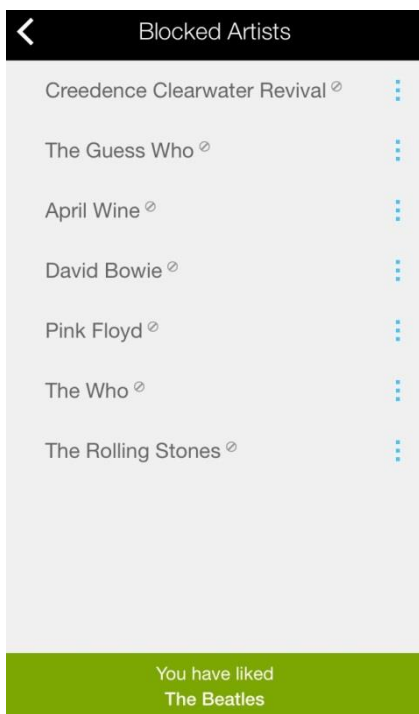 Blocked Artists
Creedence Clearwater Revival
The Guess Who
April Wine
David Bowie
Pink Floyd
The Who
The Rolling Stones
You have liked
The Beatles